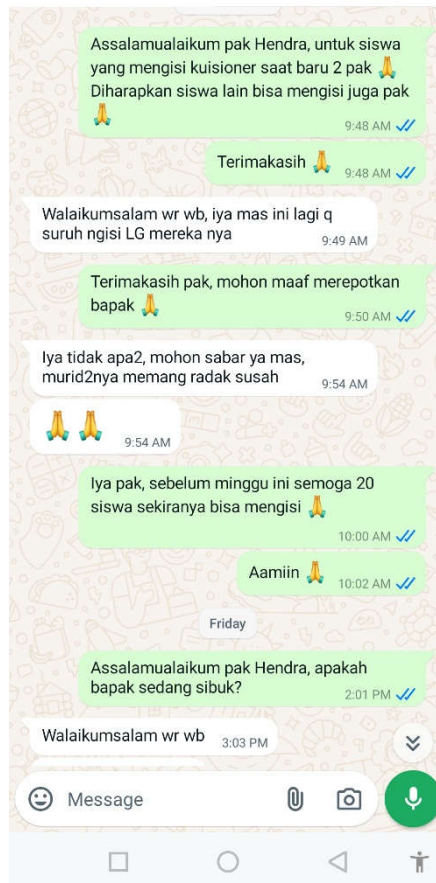 Assalamualaikum pak Hendra, untuk siswa
yang mengisi kuisioner saat baru 2 pak 🙏
Diharapkan siswa lain bisa mengisi juga pak
🙏
9:48 AM
Terimakasih 🙏
9:48 AM
Walaikumsalam wr wb, iya mas ini lagi q
suruh ngisi LG mereka nya
9:49 AM
Terimakasih pak, mohon maaf merepotkan
bapak 🙏
9:50 AM
Iya tidak apa2, mohon sabar ya mas,
murid2nya memang radak susah
9:54 AM
🙏 🙏
9:54 AM
Iya pak, sebelum minggu ini semoga 20
siswa sekiranya bisa mengisi 🙏
10:00 AM
Aamiin 🙏
10:02 AM
Friday
Assalamualaikum pak Hendra, apakah
bapak sedang sibuk?
2:01 PM
Walaikumsalam wr wb
3:03 PM
Message